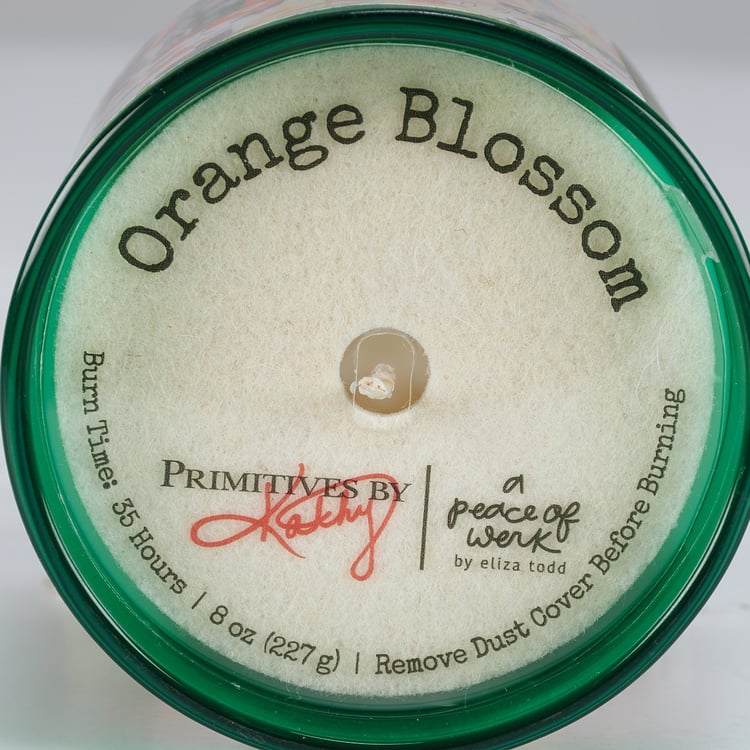 Orange Blossom
PRIMITIVES BY
Kathy
a
peace of
werk
by eliza todd
Burn Time: 35 Hours | 8 oz (227 g) | Remove Dust Cover Before Burning